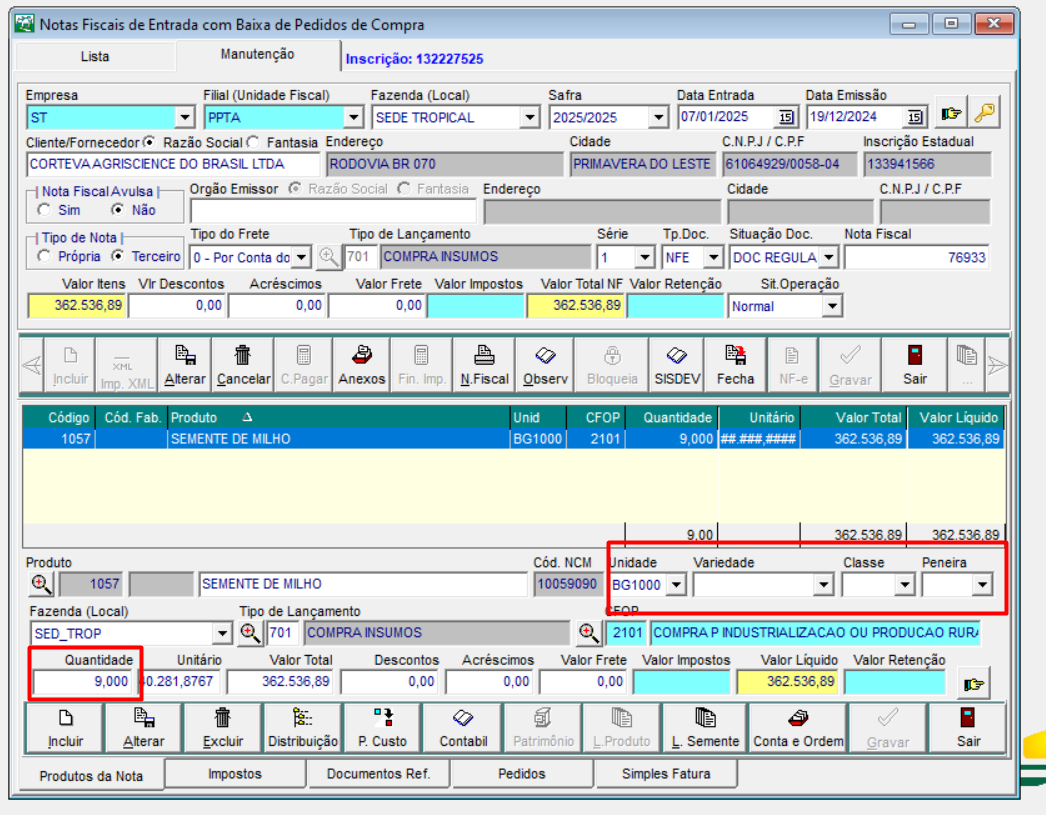 Notas Fiscais de Entrada com Baixa de Pedidos de Compra
Lista Manutenção Inscrição: 132227525
Empresa Filial (Unidade Fiscal) Fazenda (Local) Safra Data Entrada Data Emissão
ST PPTA SEDE TROPICAL 2025/2025 07/01/2025 15 19/12/2024 15
Cliente/Fornecedor Razão Social Fantasia Endereço Cidade C.N.P.J / C.P.F Inscrição Estadual
CORTEVA AGRISCIENCE DO BRASIL LTDA RODOVIA BR 070 PRIMAVERA DO LESTE 61064929/0058-04 133941566
| Nota Fiscal Avulsa | Orgão Emissor Razão Social Fantasia Endereço Cidade C.N.P.J / C.P.F
Sim Não
| Tipo de Nota | Tipo do Frete Tipo de Lançamento Série Tp.Doc. Situação Doc. Nota Fiscal
Própria Terceiro 0 - Por Conta do 701 COMPRA INSUMOS 1 NFE DOC REGULA 76933
Valor Itens Vlr Descontos Acréscimos Valor Frete Valor Impostos Valor Total NF Valor Retenção Sit.Operação
362.536,89 0,00 0,00 0,00 362.536,89 Normal
XML
Incluir Imp. XML Alterar Cancelar C.Pagar Anexos Fin. Imp. N.Fiscal Observ Bloqueia SISDEV Fecha NF-e Gravar Sair ...
Código Cód. Fab. Produto Unid CFOP Quantidade Unitário Valor Total Valor Líquido
1057 SEMENTE DE MILHO BG1000 2101 9,000 ##.###,#### 362.536,89 362.536,89
9,00 362.536,89 362.536,89
Produto Cód. NCM Unidade Variedade Classe Peneira
1057 SEMENTE DE MILHO 10059090 BG1000
Fazenda (Local) Tipo de Lançamento CFOP
SED_TROP 701 COMPRA INSUMOS 2101 COMPRA P INDUSTRIALIZACAO OU PRODUCAO RURA
Quantidade Unitário Valor Total Descontos Acréscimos Valor Frete Valor Impostos Valor Líquido Valor Retenção
9,000 40.281,8767 362.536,89 0,00 0,00 0,00 362.536,89
Incluir Alterar Excluir Distribuição P. Custo Contabil Patrimônio L.Produto L. Semente Conta e Ordem Gravar Sair
Produtos da Nota Impostos Documentos Ref. Pedidos Simples Fatura